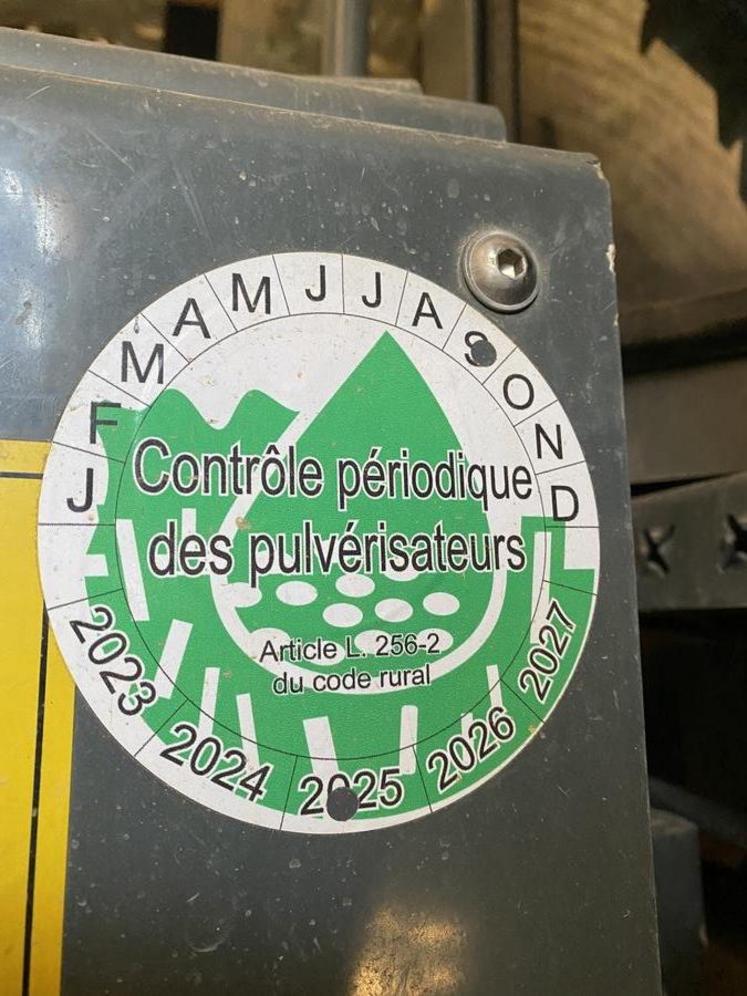 J F M A M J J A S O N D
Contrôle périodique
des pulvérisateurs
Article L. 256-2
du code rural
2023 2024 2025 2026 2027